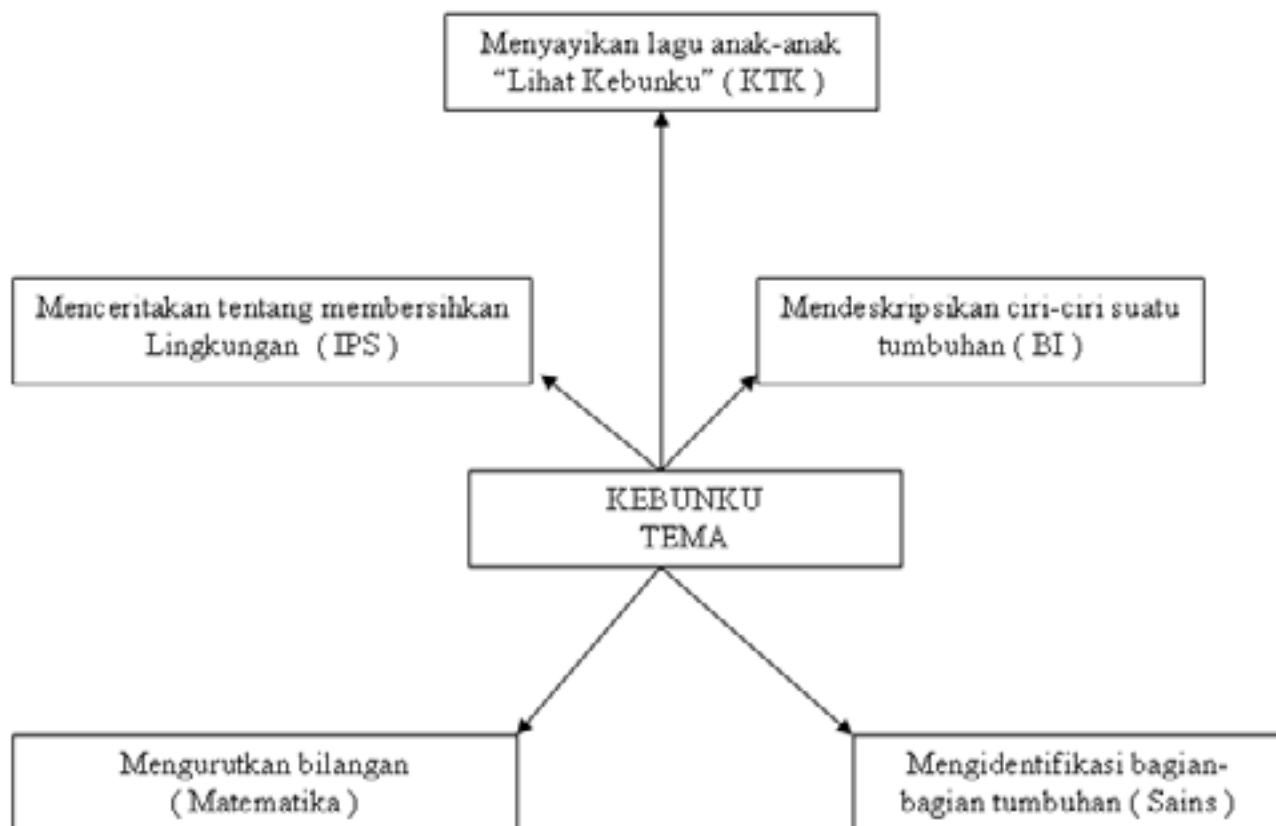 Menyayikan lagu anak-anak
“Lihat Kebunku” ( KTK )
Menceritakan tentang membersihkan
Lingkungan ( IPS )
Mendeskripsikan ciri-ciri suatu
tumbuhan ( BI )
KEBUNKU
TEMA
Mengurutkan bilangan
( Matematika )
Mengidentifikasi bagian-
bagian tumbuhan ( Sains )